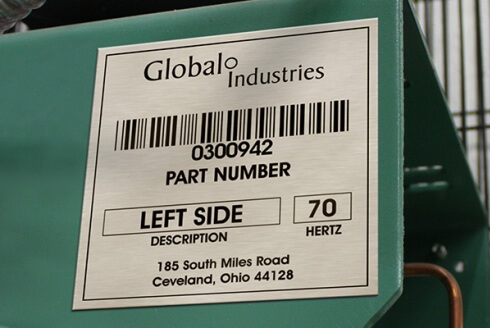 Global Industries
0300942
PART NUMBER
LEFT SIDE
70
DESCRIPTION
HERTZ
185 South Miles Road
Ceveland, Ohio 44128